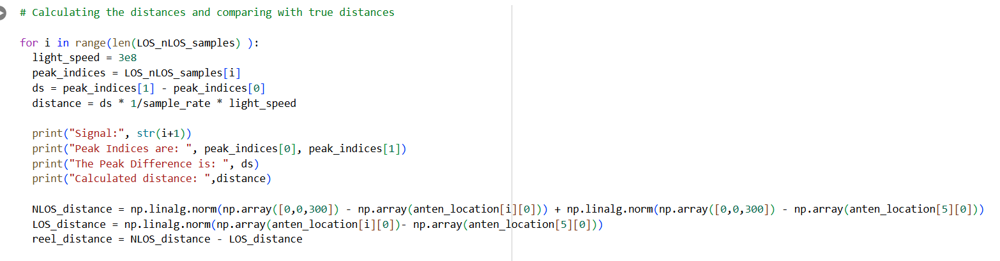 # Calculating the distances and comparing with true distances
for i in range(len(LOS_nLOS_samples) ):
light_speed = 3e8
peak_indices = LOS_nLOS_samples[i]
ds = peak_indices[1] - peak_indices[0]
distance = ds * 1/sample_rate * light_speed
print("Signal:", str(i+1))
print("Peak Indices are: ", peak_indices[0], peak_indices[1])
print("The Peak Difference is: ", ds)
print("Calculated distance: ",distance)
NLOS_distance = np.linalg.norm(np.array([0,0,300]) - np.array(anten_location[i][0])) + np.linalg.norm(np.array([0,0,300]) - np.array(anten_location[5][0]))
LOS_distance = np.linalg.norm(np.array(anten_location[i][0])- np.array(anten_location[5][0]))
reel_distance = NLOS_distance - LOS_distance